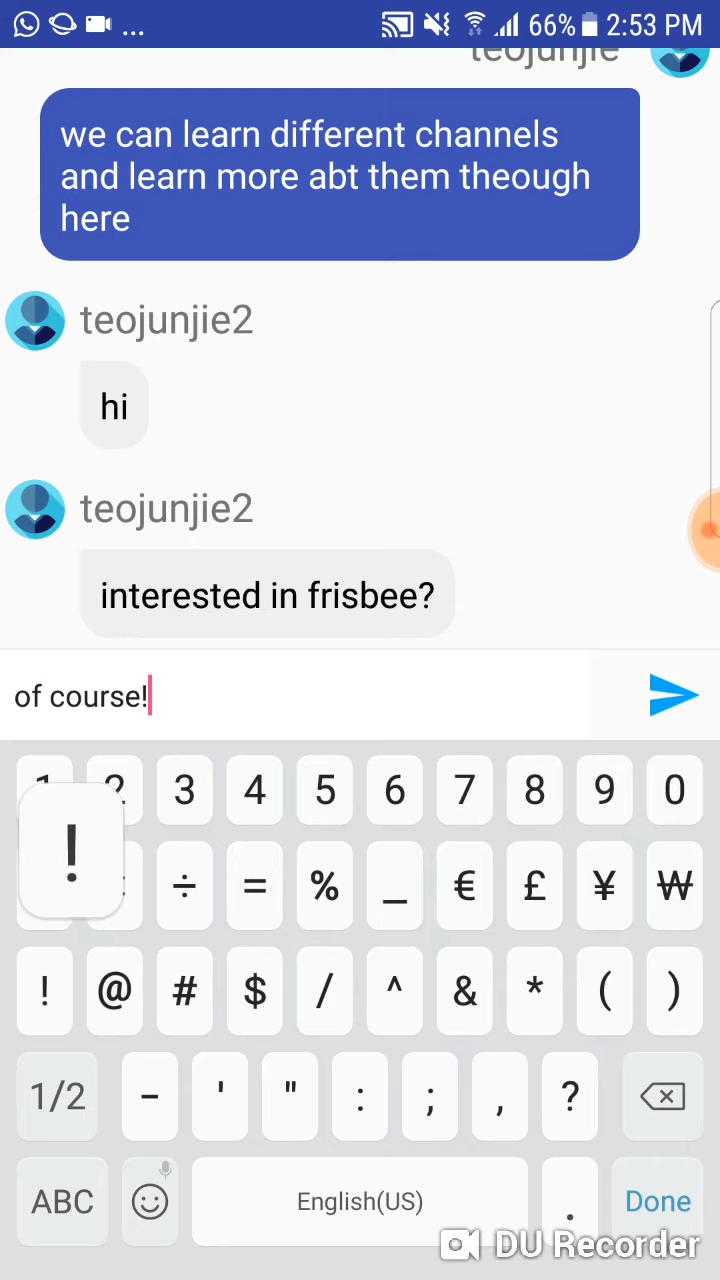 ... 66% 2:53 PM
teojunjie
we can learn different channels
and learn more abt them theough
here
teojunjie2
hi
teojunjie2
interested in frisbee?
of course!
1 2 3 4 5 6 7 8 9 0
! ÷ = % _ € £ ¥ ₩
! @ # $ / ^ & * ( )
1/2 - ' " : ; , ?
ABC English(US) . Done
DU Recorder